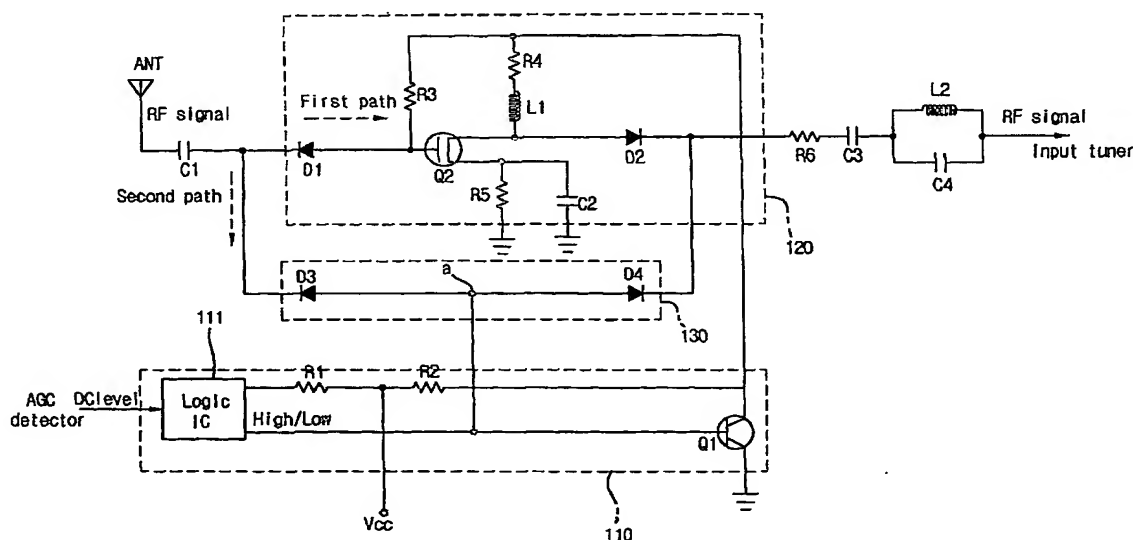 ANT
RF signal
C1
Second path
First path
D1
R3
R4
L1
Q2
R5
C2
D2
R6
C3
L2
C4
RF signal
Input tuner
120
D3
a
D4
130
111
AGC
detector
DClevel
Logic
IC
High/Low
R1
R2
Q1
Vcc
110